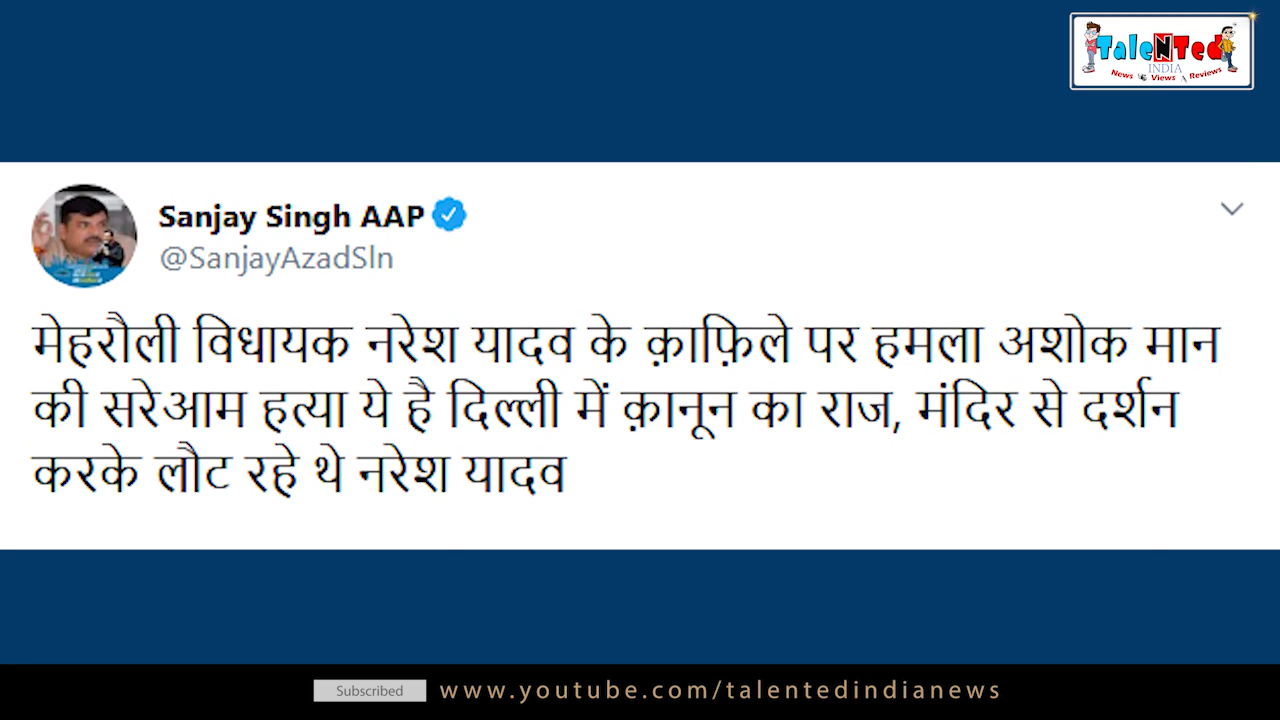 TaleNTed
INDIA
News Views Reviews
Sanjay Singh AAP
@SanjayAzadSln
मेहरौली विधायक नरेश यादव के क़ाफ़िले पर हमला अशोक मान
की सरेआम हत्या ये है दिल्ली में क़ानून का राज, मंदिर से दर्शन
करके लौट रहे थे नरेश यादव
Subscribed www.youtube.com/talentedindianews